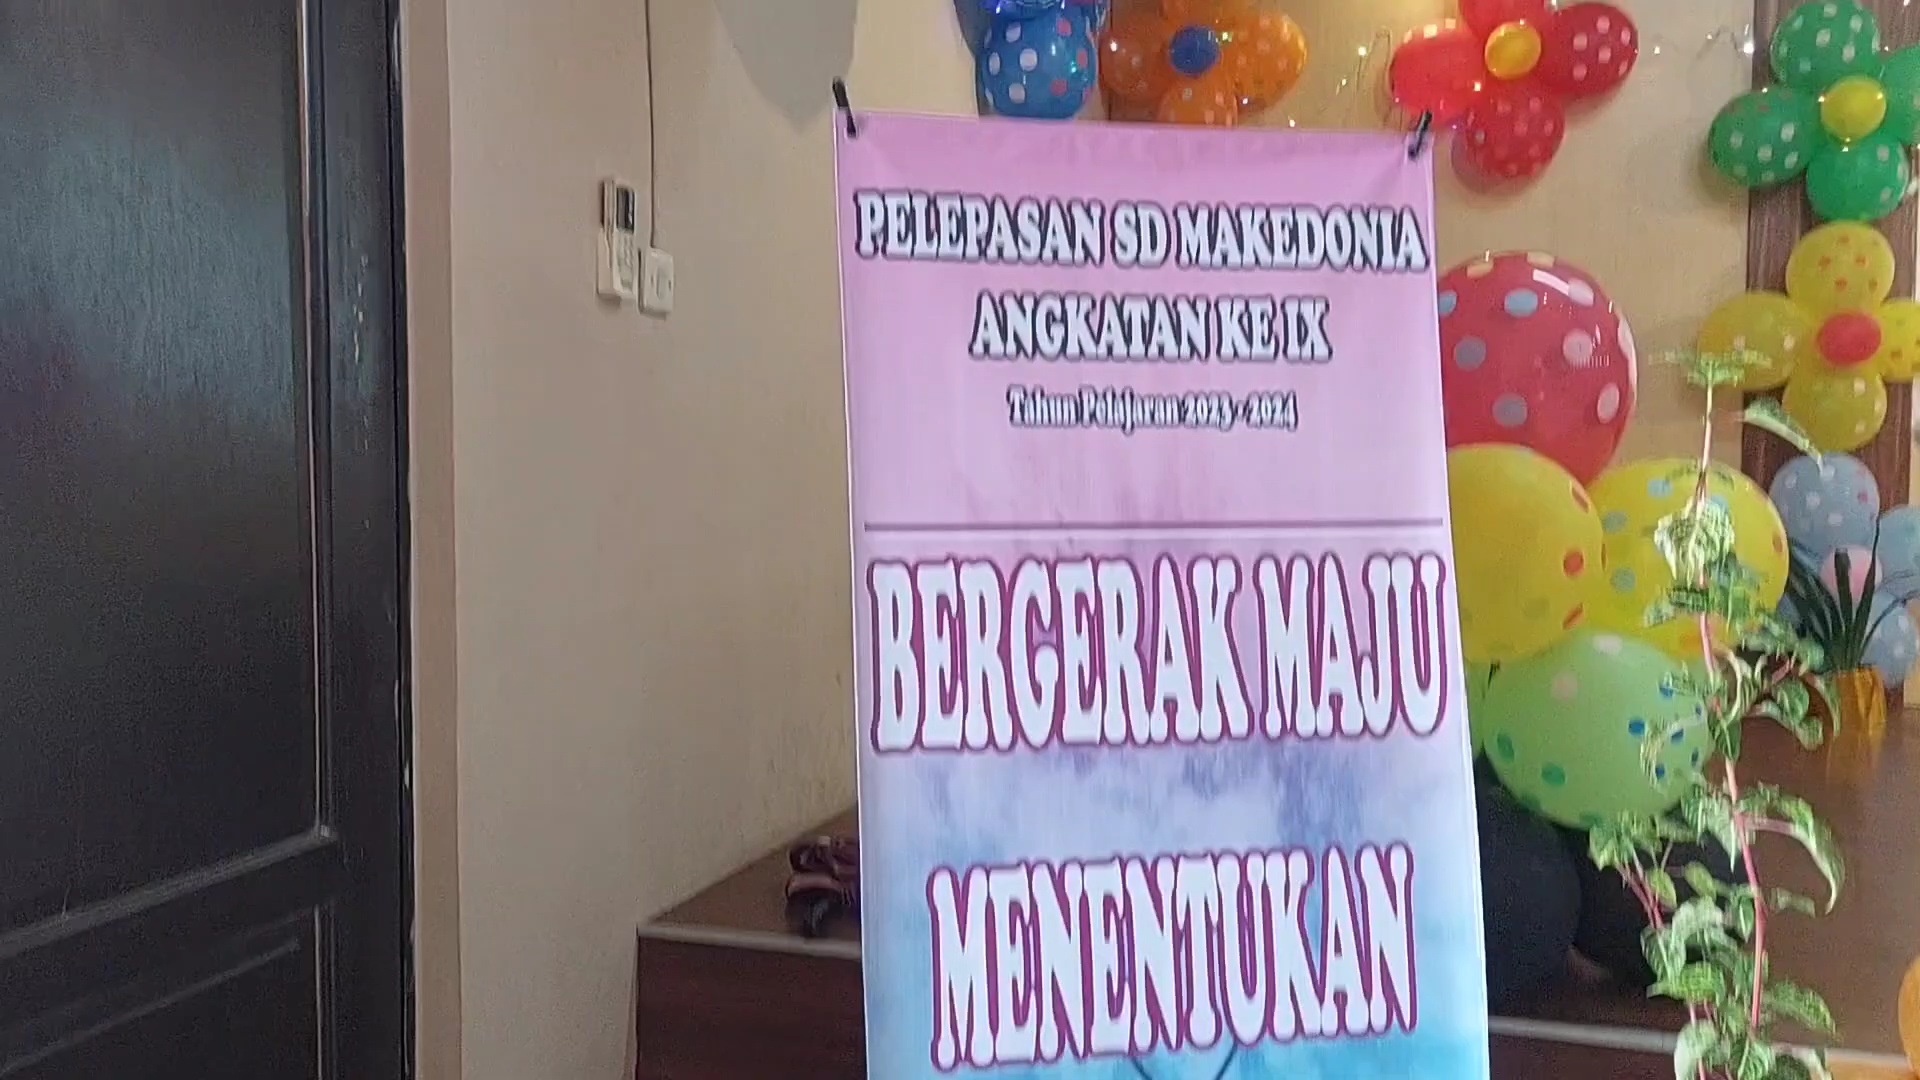 PELEPASAN SD MAKEDONIA
ANGKATAN KE IX
Tahun Pelajaran 2023 - 2024
BERGERAK MAJU
MENENTUKAN